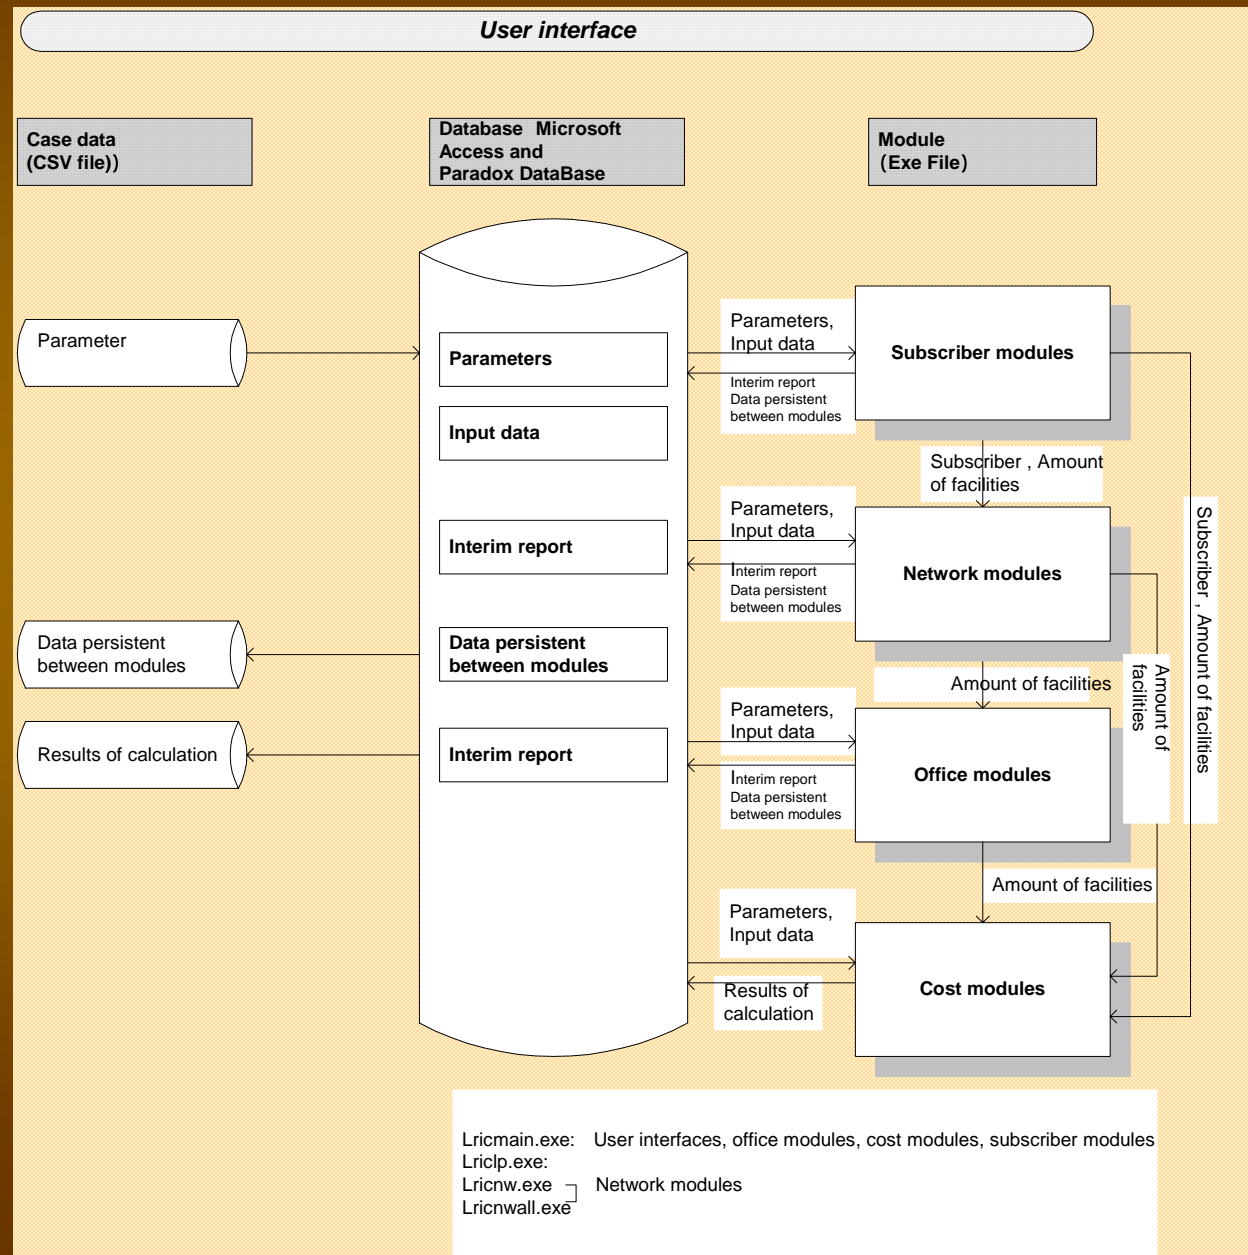 User interface
Case data
(CSV file))
Database  Microsoft
Access and
Paradox DataBase
Module
(Exe File)
Parameter
Data persistent
between modules
Results of calculation
Parameters
Input data
Interim report
Data persistent
between modules
Interim report
Parameters,
Input data
Interim report
Data persistent
between modules
Subscriber modules
Subscriber , Amount
of facilities
Parameters,
Input data
Interim report
Data persistent
between modules
Network modules
Amount of facilities
Parameters,
Input data
Interim report
Data persistent
between modules
Office modules
Amount of facilities
Parameters,
Input data
Results of
calculation
Cost modules
Amount of
facilities
Subscriber , Amount of facilities
Lricmain.exe:   User interfaces, office modules, cost modules, subscriber modules
Lriclp.exe:
Lricnw.exe   Network modules
Lricnwall.exe